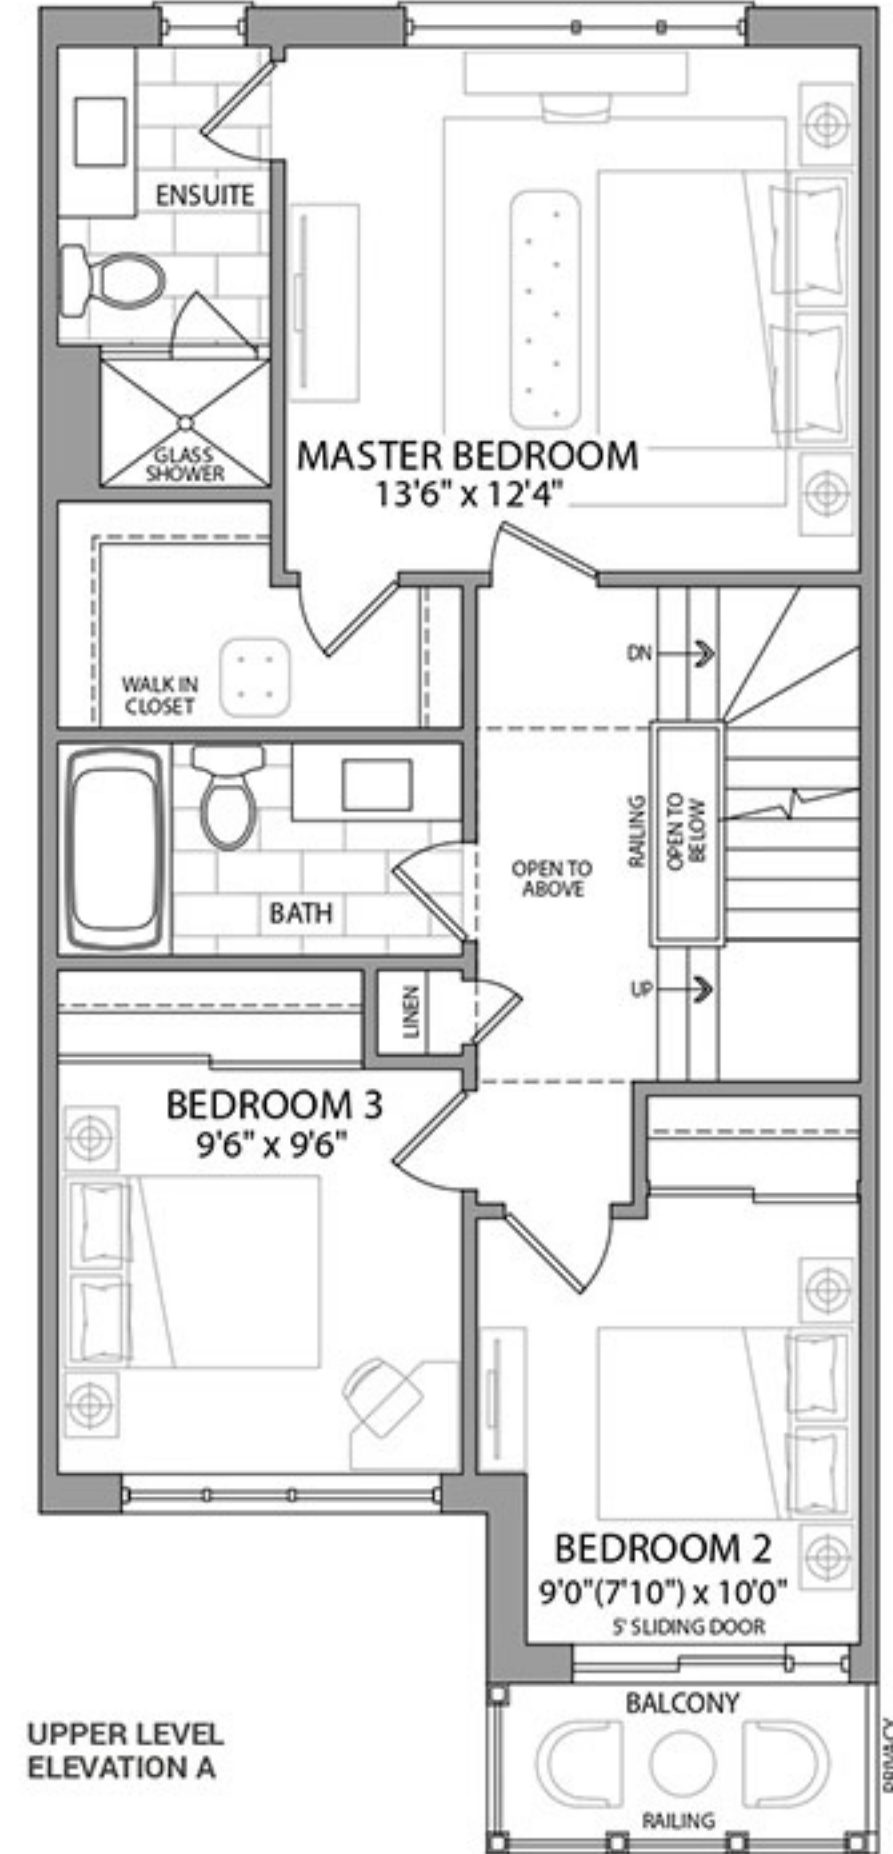 ENSUITE
GLASS
SHOWER
MASTER BEDROOM
13'6" x 12'4"
WALK IN
CLOSET
DN
RAILING
OPEN TO
BELOW
OPEN TO
ABOVE
BATH
LINEN
UP
BEDROOM 3
9'6" x 9'6"
BEDROOM 2
9'0"(7'10") x 10'0"
5' SLIDING DOOR
BALCONY
RAILING
PRIVACY
UPPER LEVEL
ELEVATION A